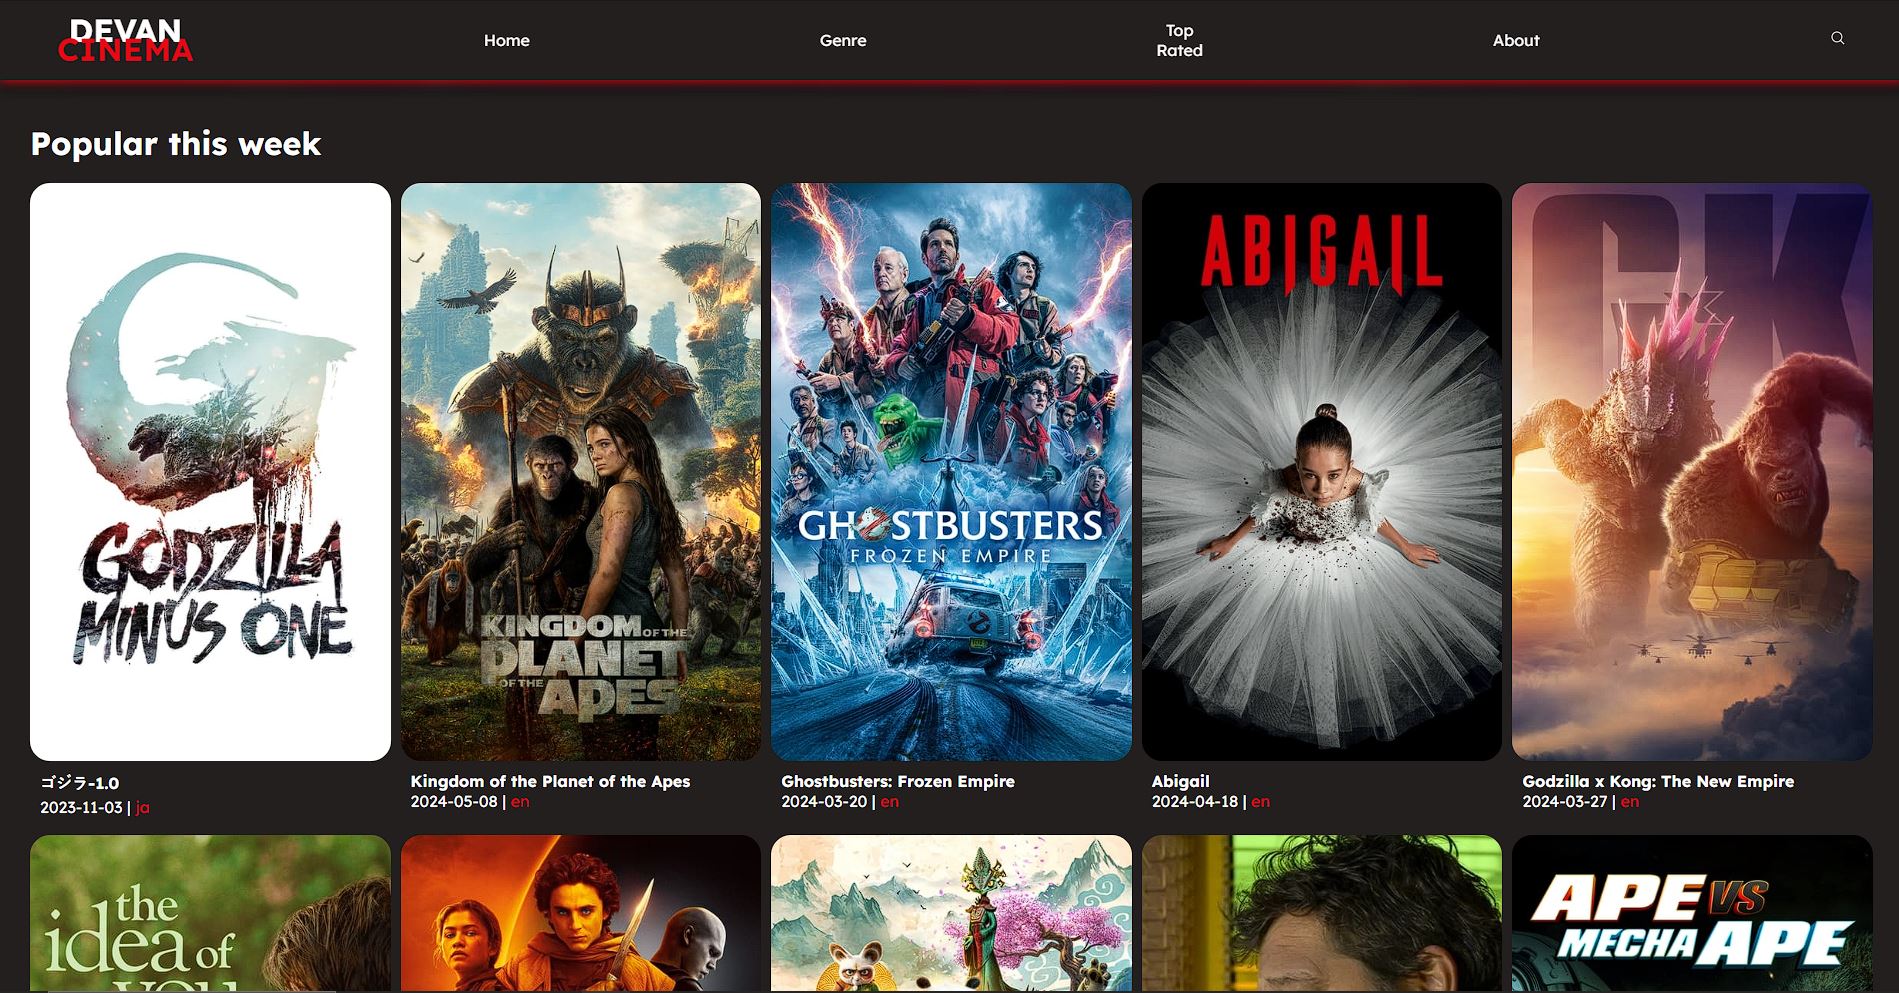 DEVAN
CINEMA
Home
Genre
Top
Rated
About
Popular this week
GODZILLA
MINUS ONE
KINGDOM OF THE
PLANET
OF THE
APES
GHOSTBUSTERS
FROZEN EMPIRE
ABIGAIL
GK
ゴジラ-1.0
2023-11-03 | ja
Kingdom of the Planet of the Apes
2024-05-08 | en
Ghostbusters: Frozen Empire
2024-03-20 | en
Abigail
2024-04-18 | en
Godzilla x Kong: The New Empire
2024-03-27 | en
the
idea of
you
APE VS
MECHA APE